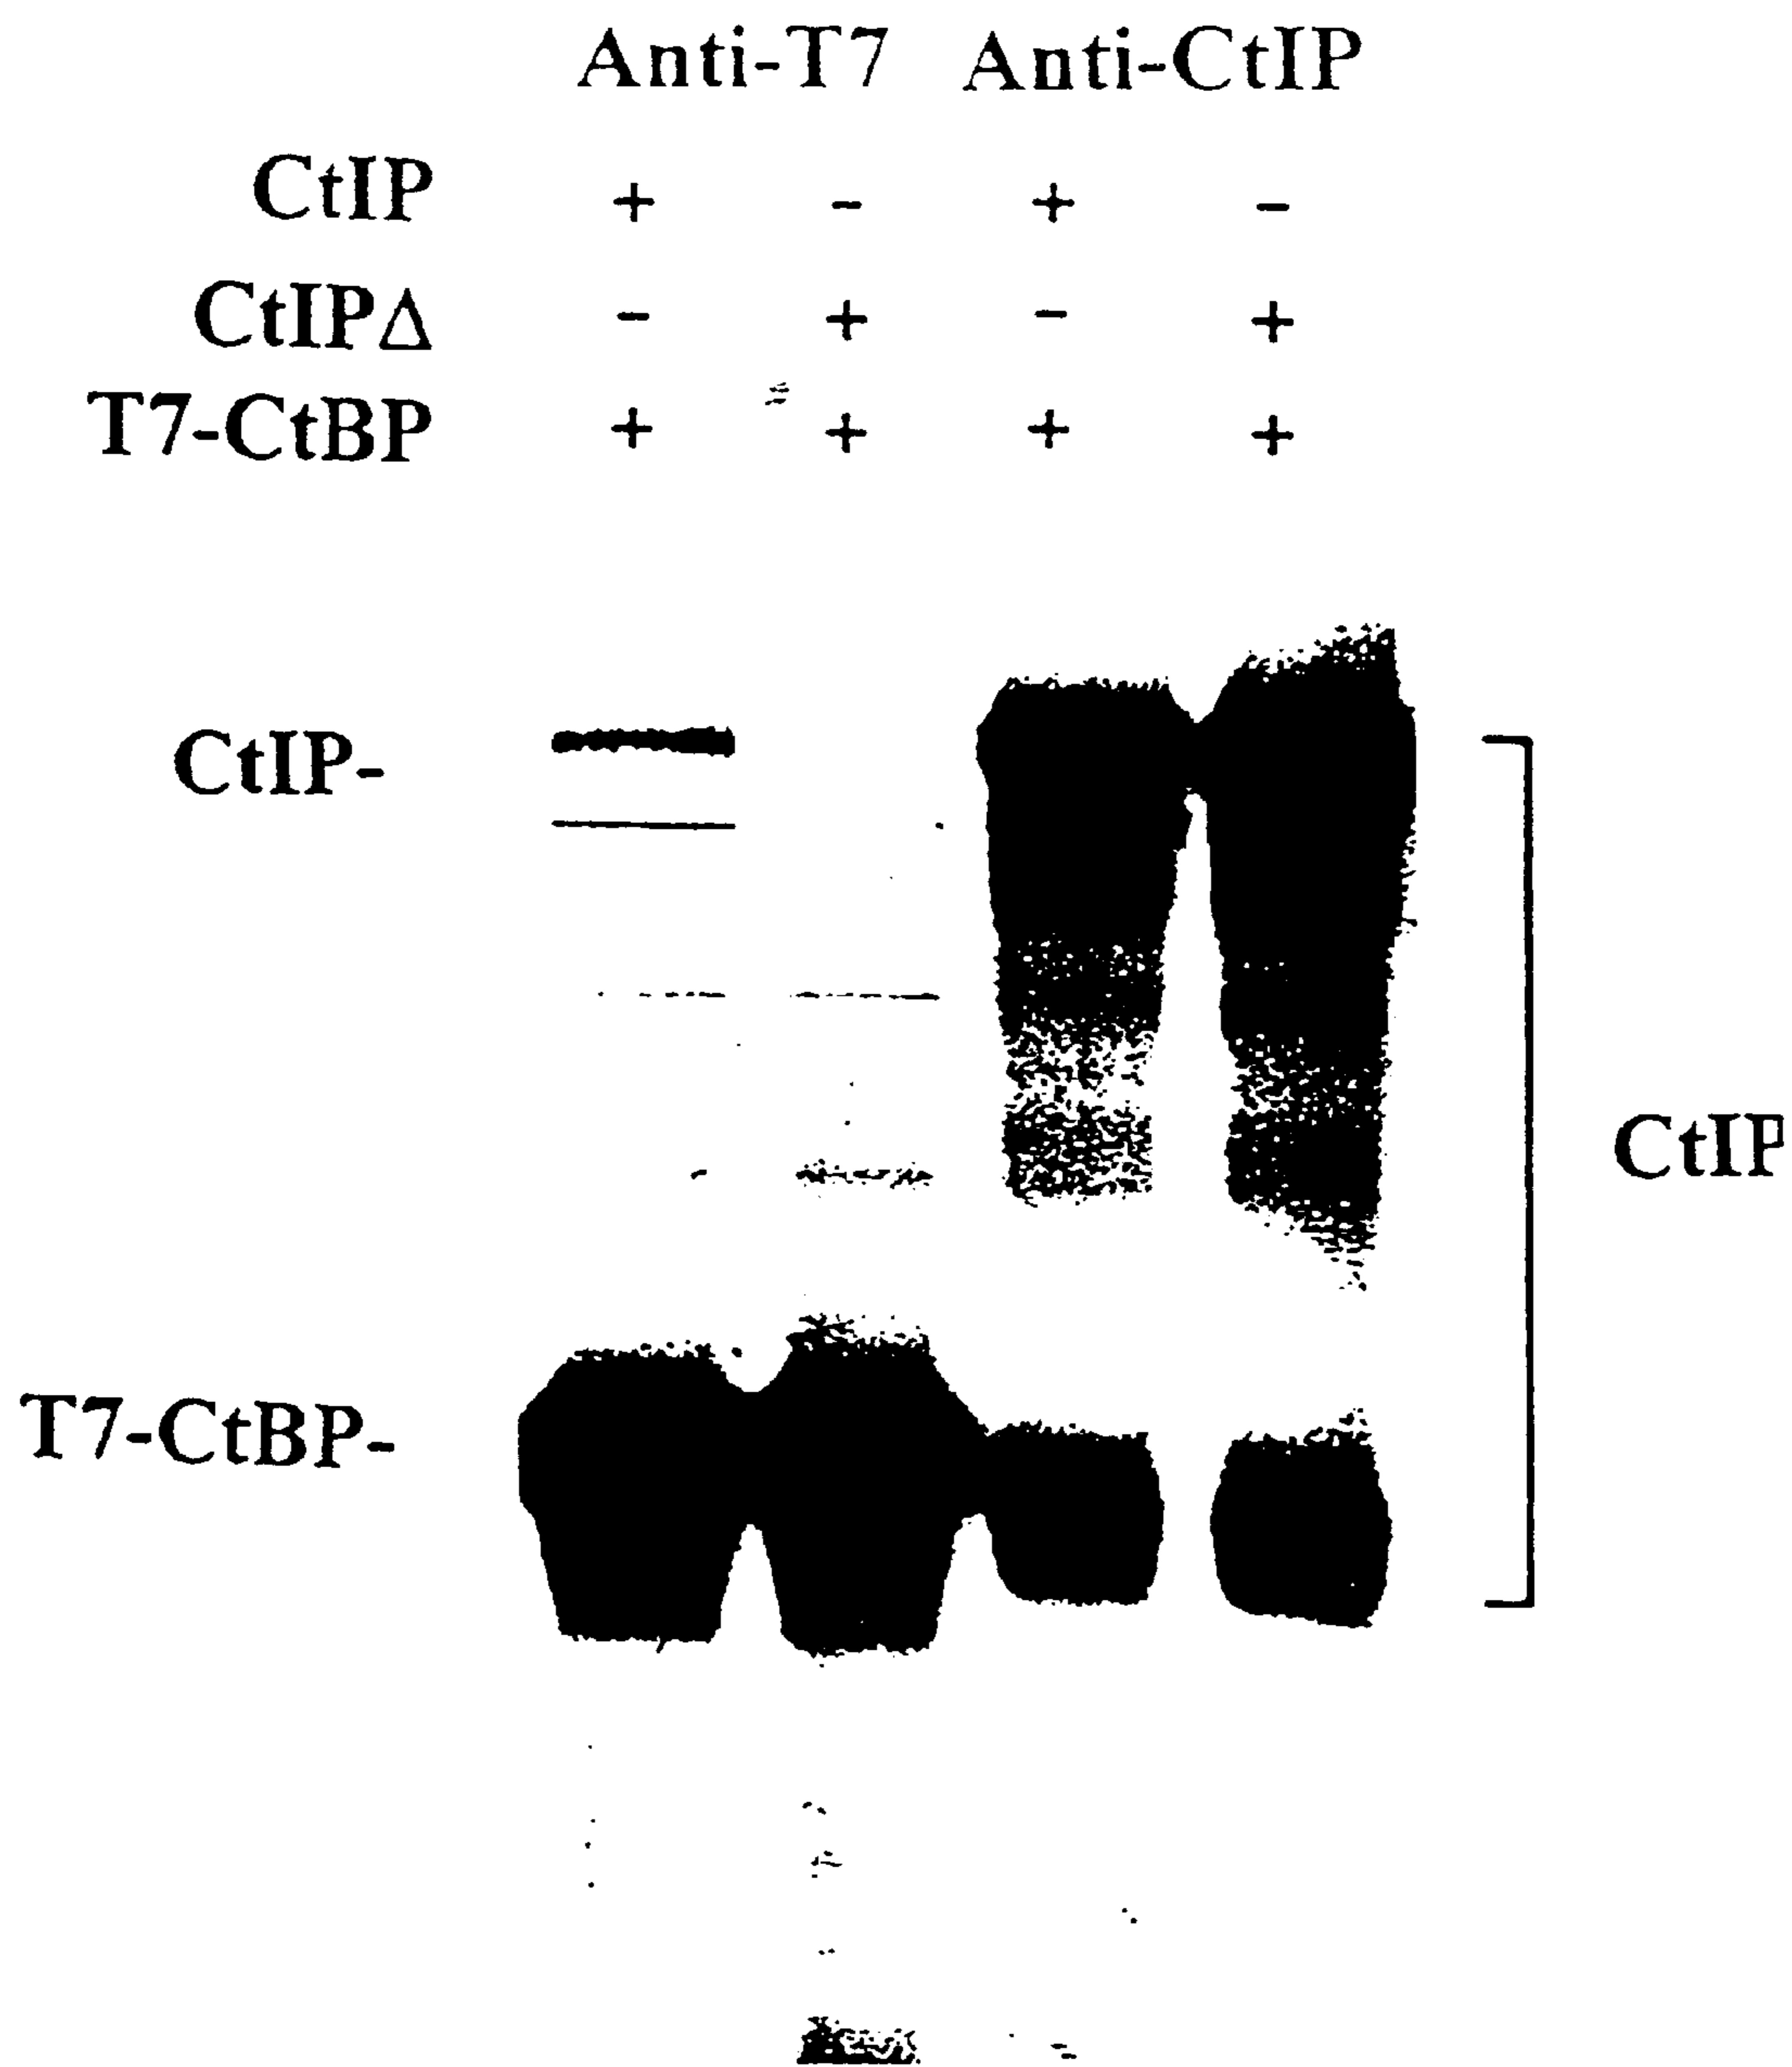 Anti-T7 Anti-CtIP
CtIP + - + -
CtIPΔ - + - +
T7-CtBP + + + +
CtIP-
CtIP
T7-CtBP-